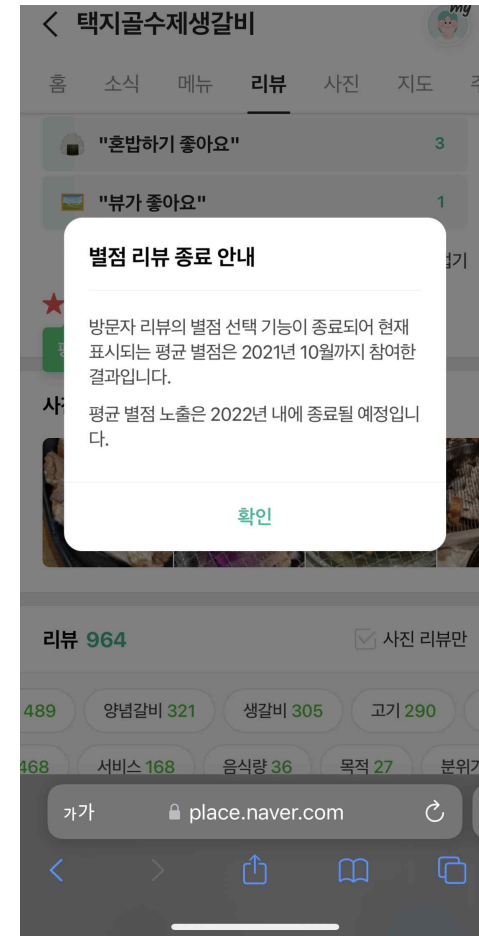 my
택지골수제생갈비
홈 소식 메뉴 리뷰 사진 지도
"혼밥하기 좋아요" 3
"뷰가 좋아요" 1
별점 리뷰 종료 안내
방문자 리뷰의 별점 선택 기능이 종료되어 현재
표시되는 평균 별점은 2021년 10월까지 참여한
결과입니다.
평균 별점 노출은 2022년 내에 종료될 예정입니
다.
확인
리뷰 964 사진 리뷰만
489 양념갈비 321 생갈비 305 고기 290
468 서비스 168 음식량 36 목적 27 분위기
가가 place.naver.com